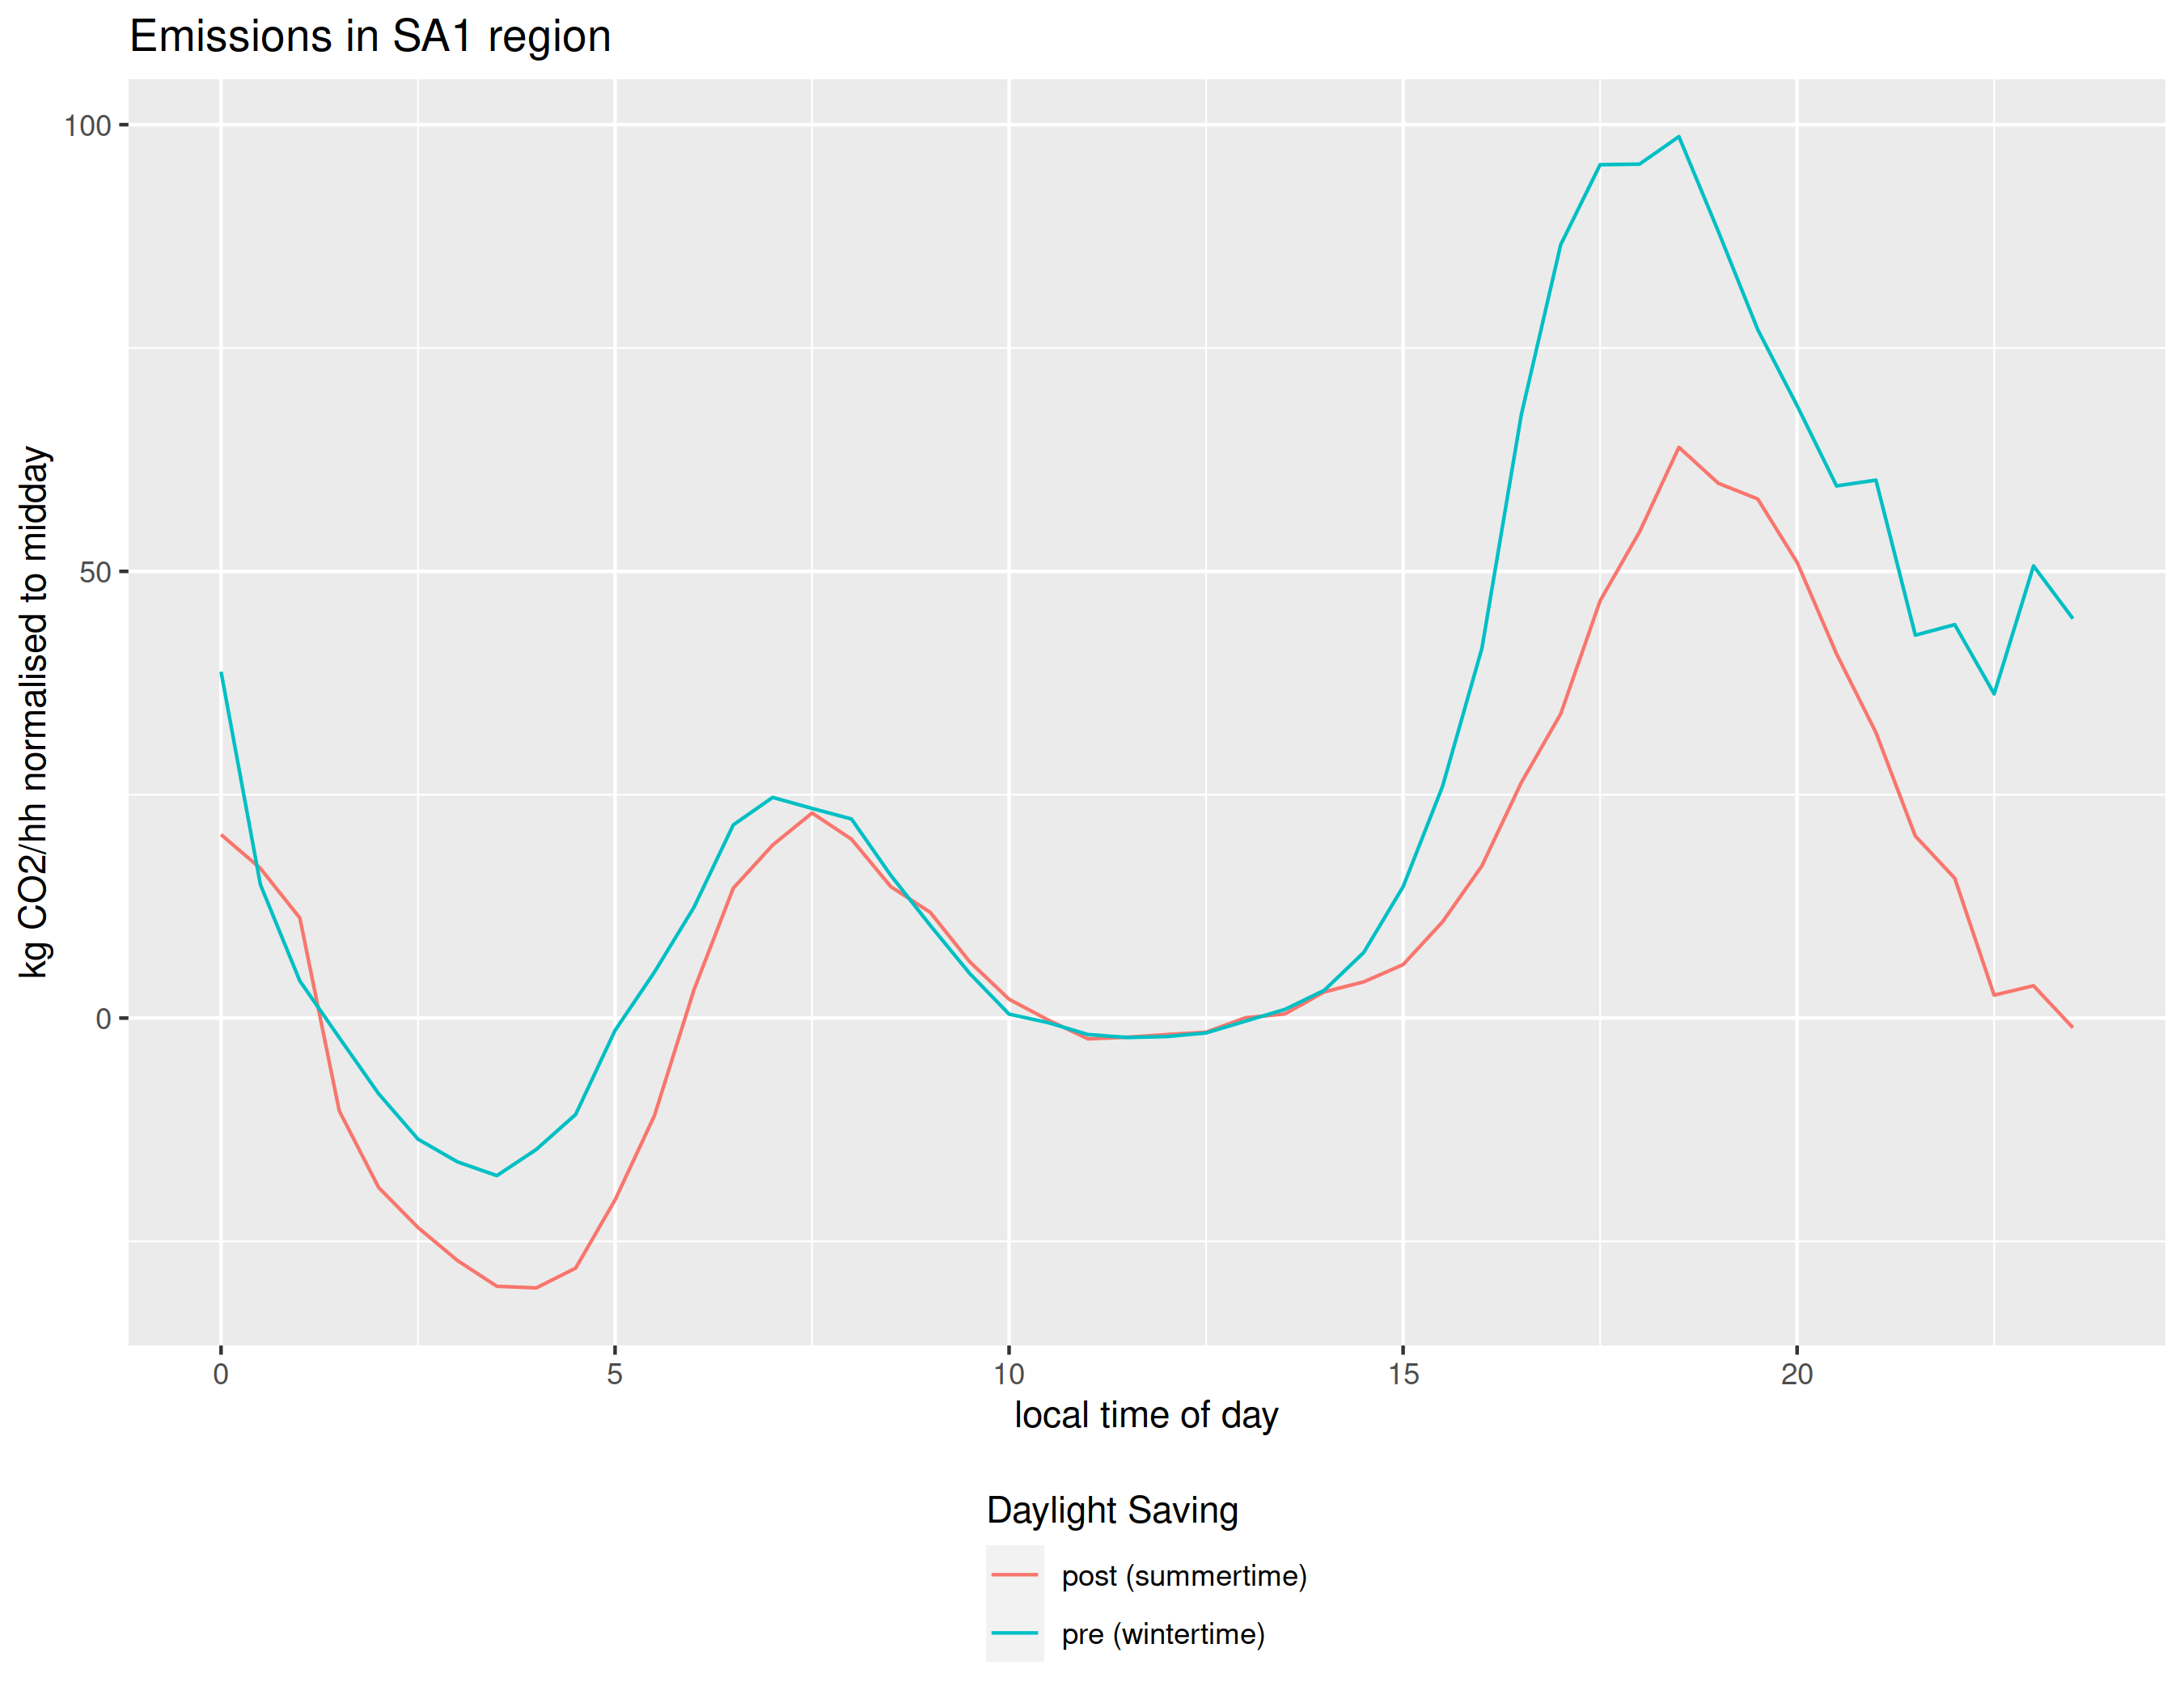 Emissions in SA1 region
kg CO2/hh normalised to midday
100
50
0
0
5
10
15
20
local time of day
Daylight Saving
post (summertime)
pre (wintertime)